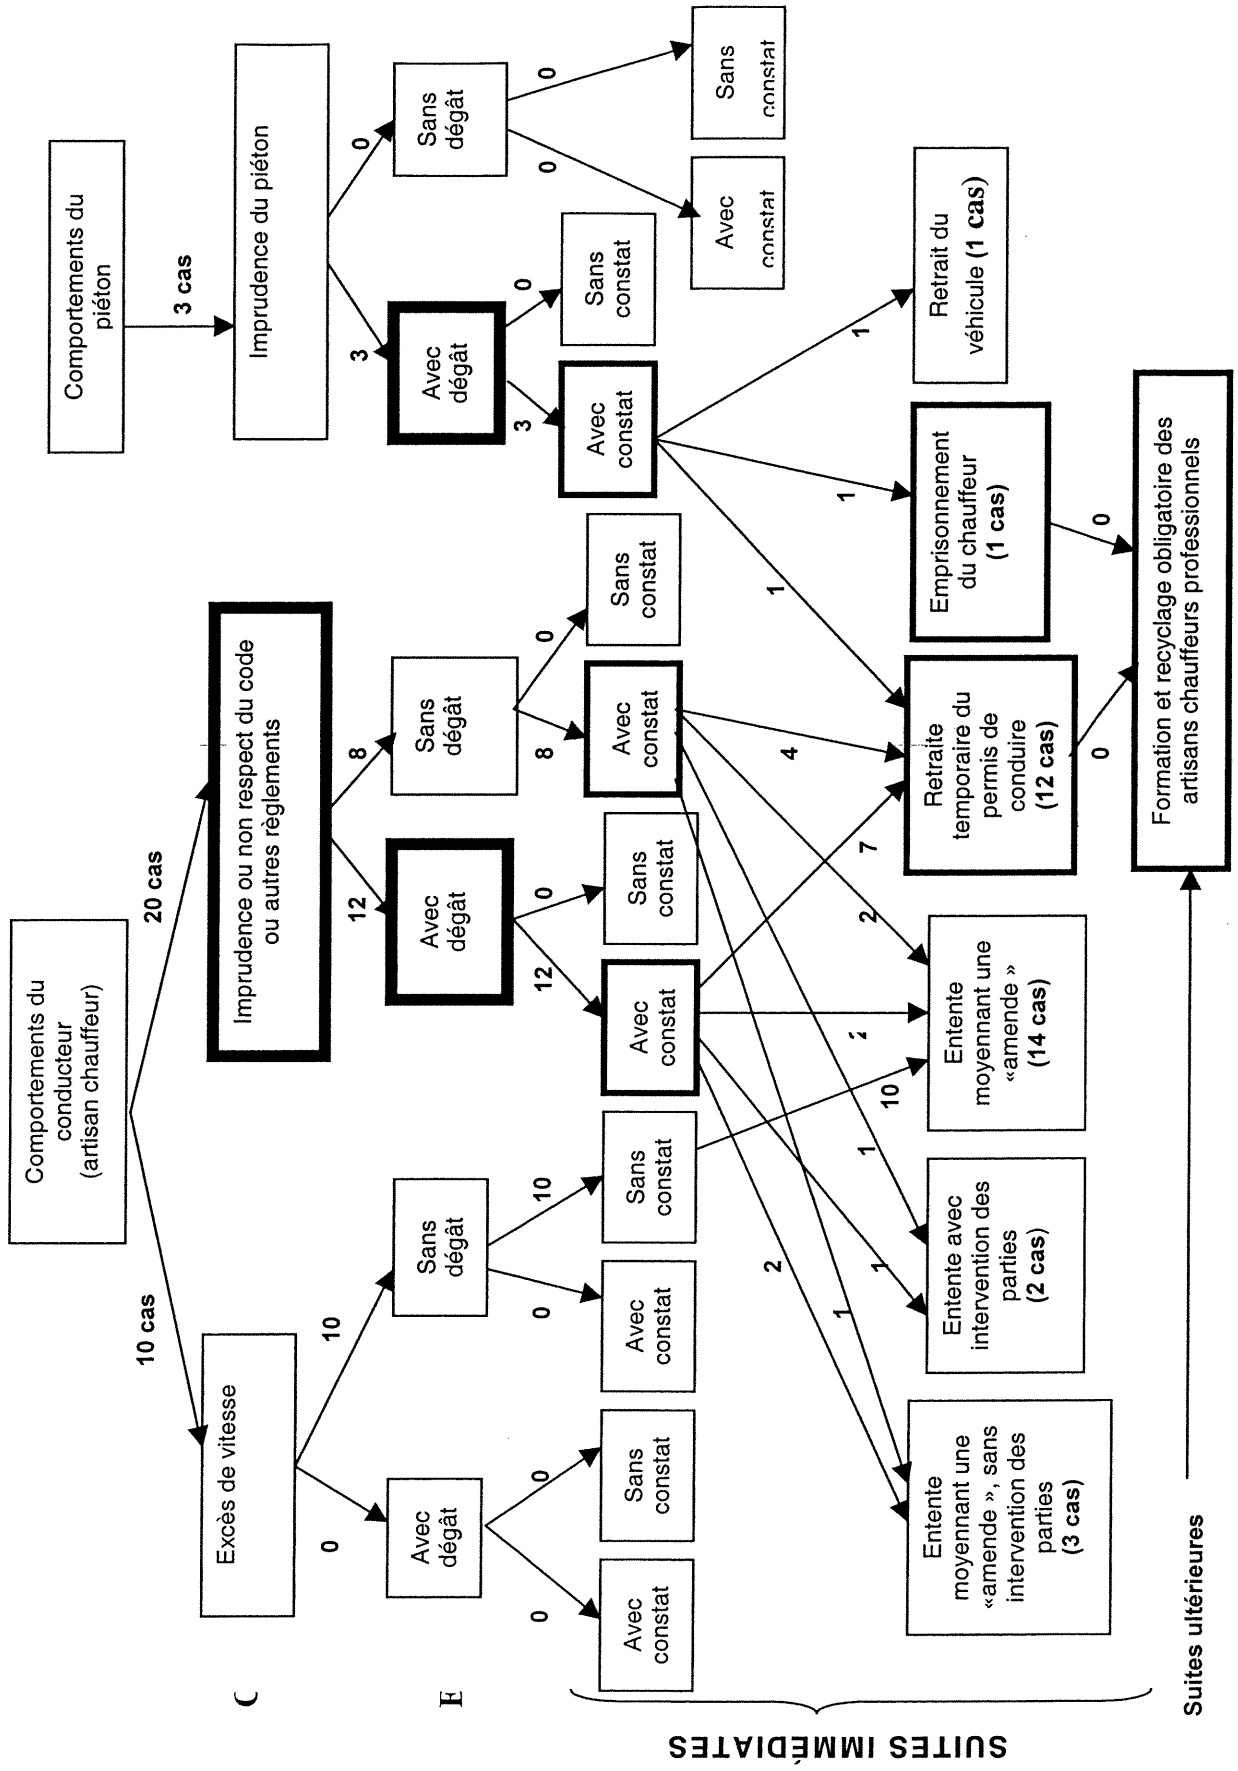 Comportements du
conducteur
(artisan chauffeur)
Comportements du
piéton
10 cas
20 cas
3 cas
C
Excès de vitesse
Imprudence ou non respect du code
ou autres règlements
Imprudence du piéton
0
10
12
8
3
0
E
Avec
dégât
Sans
dégât
Avec
dégât
Sans
dégât
Avec
dégât
Sans
dégât
0
0
0
10
12
0
8
0
3
0
0
0
Avec
constat
Sans
constat
Avec
constat
Sans
constat
Avec
constat
Sans
constat
Avec
constat
Sans
constat
Avec
constat
Sans
constat
Avec
constat
Sans
constat
SUITES IMMÉDIATES
2
1
1
10
1
2
7
4
1
1
1
Entente
moyennant une
«amende », sans
intervention des
parties
(3 cas)
Entente avec
intervention des
parties
(2 cas)
Entente
moyennant une
«amende »
(14 cas)
Retraite
temporaire du
permis de
conduire
(12 cas)
Emprisonnement
du chauffeur
(1 cas)
Retrait du
véhicule (1 cas)
0
0
Suites ultérieures
Formation et recyclage obligatoire des
artisans chauffeurs professionnels